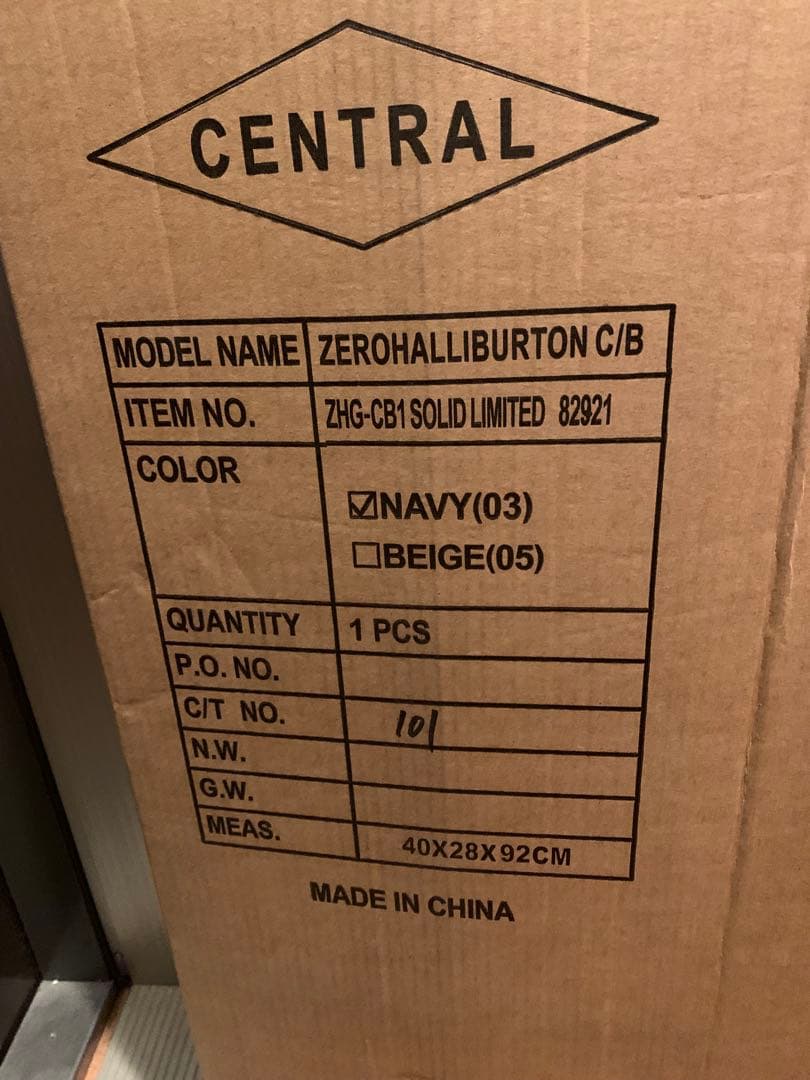 CENTRAL
MODEL NAME ZEROHALLIBURTON C/B
ITEM NO. ZHG-CB1 SOLID LIMITED 82921
COLOR
☑NAVY(03)
☐BEIGE(05)
QUANTITY 1 PCS
P.O. NO.
C/T NO. 101
N.W.
G.W.
MEAS. 40X28X92CM
MADE IN CHINA